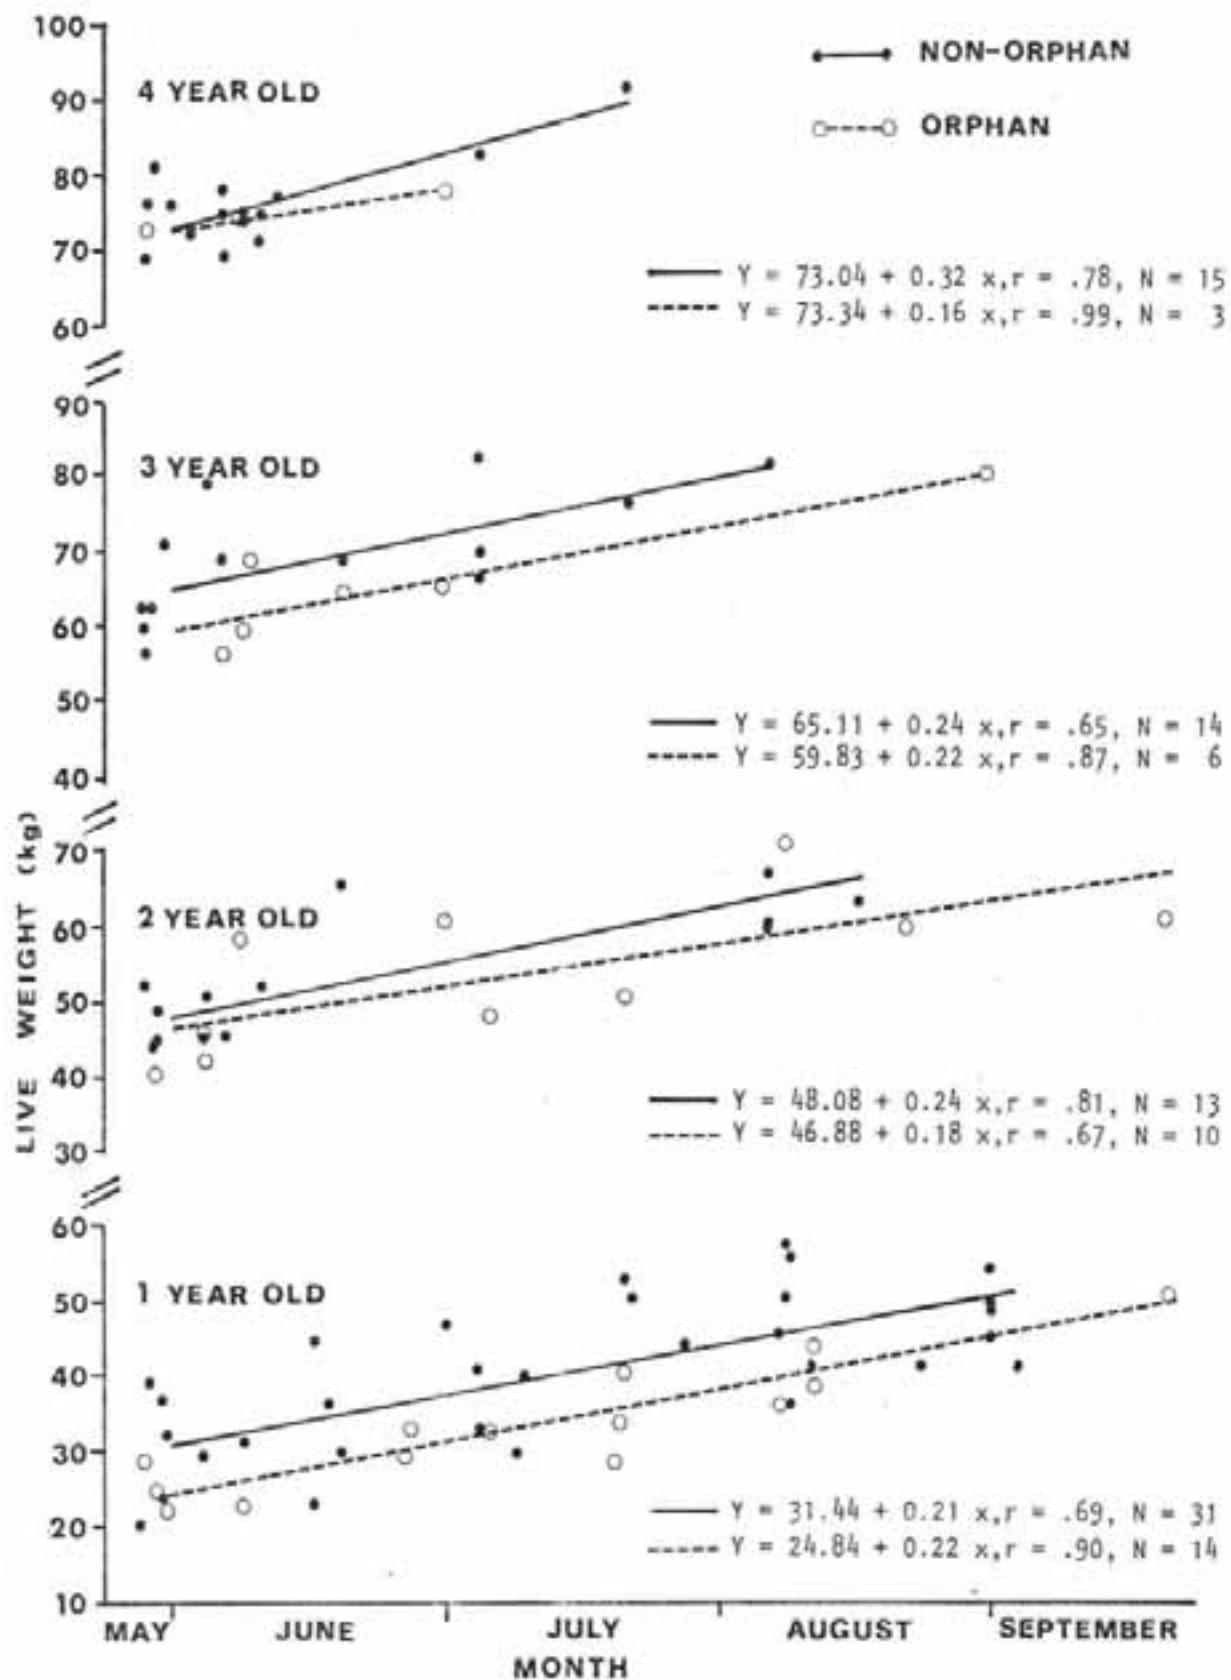 100
NON-ORPHAN
4 YEAR OLD
90
ORPHAN
80
70
Y = 73.04 + 0.32 x,r = .78, N = 15
Y = 73.34 + 0.16 x,r = .99, N = 3
60
90
3 YEAR OLD
80
70
60
50
Y = 65.11 + 0.24 x,r = .65, N = 14
Y = 59.83 + 0.22 x,r = .87, N = 6
40
LIVE WEIGHT (kg)
70
2 YEAR OLD
60
50
40
Y = 48.08 + 0.24 x,r = .81, N = 13
Y = 46.88 + 0.18 x,r = .67, N = 10
30
60
1 YEAR OLD
50
40
30
20
Y = 31.44 + 0.21 x,r = .69, N = 31
Y = 24.84 + 0.22 x,r = .90, N = 14
10
MAY JUNE JULY AUGUST SEPTEMBER
MONTH